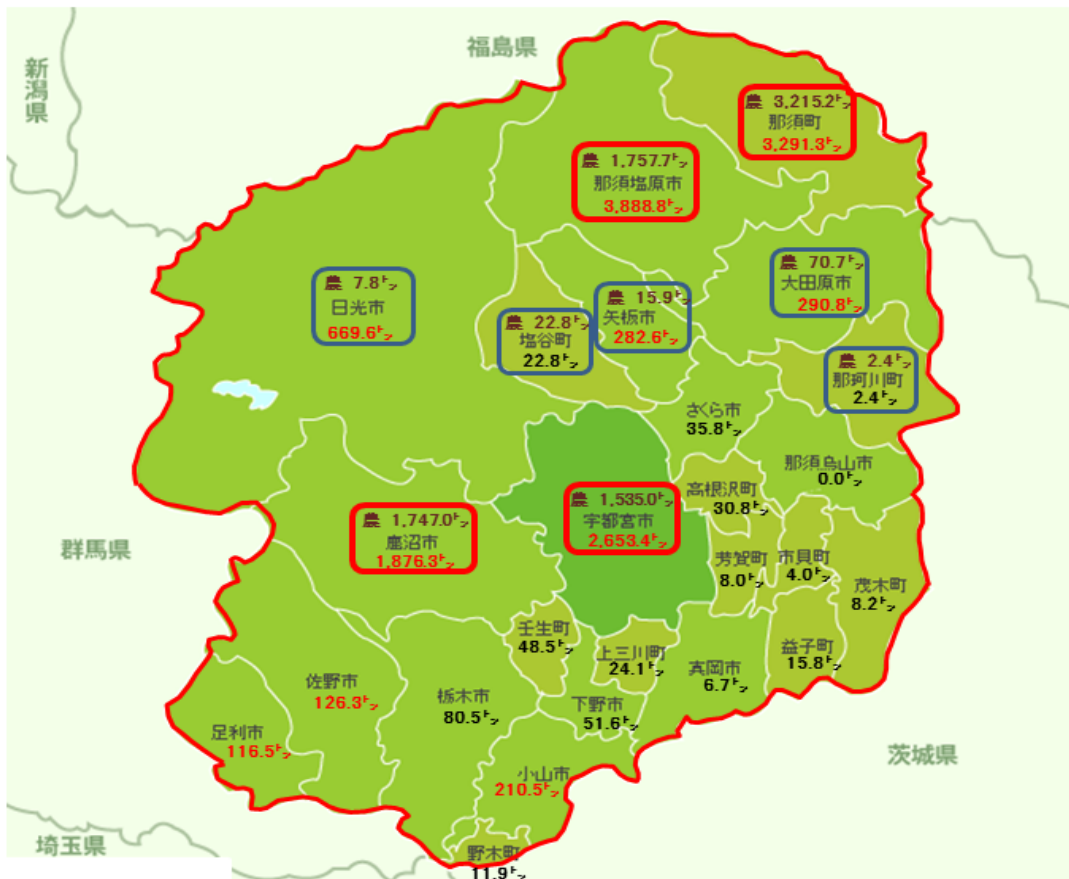 福島県
新潟県
農 3,215.2トン
那須町
3,291.3トン
農 1,757.7トン
那須塩原市
3,888.8トン
農 70.7トン
大田原市
290.8トン
農 7.8トン
日光市
669.6トン
農 15.9トン
矢板市
282.6トン
農 22.8トン
塩谷町
22.8トン
農 2.4トン
那珂川町
2.4トン
さくら市
35.8トン
那須烏山市
0.0トン
高根沢町
30.8トン
農 1,535.0トン
宇都宮市
2,653.4トン
農 1,747.0トン
鹿沼市
1,876.3トン
群馬県
芳賀町
8.0トン
市貝町
4.0トン
茂木町
8.2トン
壬生町
48.5トン
上三川町
24.1トン
真岡市
6.7トン
益子町
15.8トン
佐野市
126.3トン
栃木市
80.5トン
下野市
51.6トン
足利市
116.5トン
小山市
210.5トン
茨城県
埼玉県
野木町
11.9トン